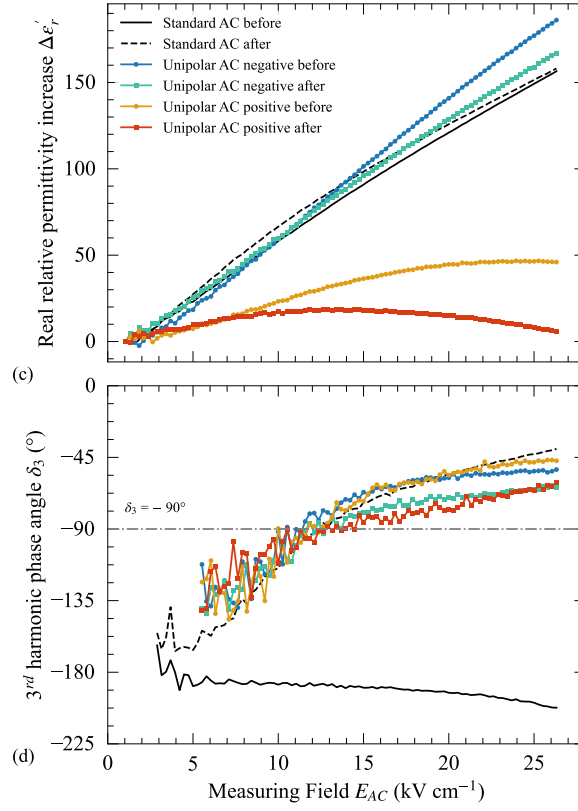 Real relative permittivity increase Δε′r
150
100
50
0
Standard AC before
Standard AC after
Unipolar AC negative before
Unipolar AC negative after
Unipolar AC positive before
Unipolar AC positive after
(c)
3rd harmonic phase angle δ3 (°)
0
−45
−90
−135
−180
−225
δ3 = − 90°
(d)
0 5 10 15 20 25
Measuring Field EAC (kV cm−1)